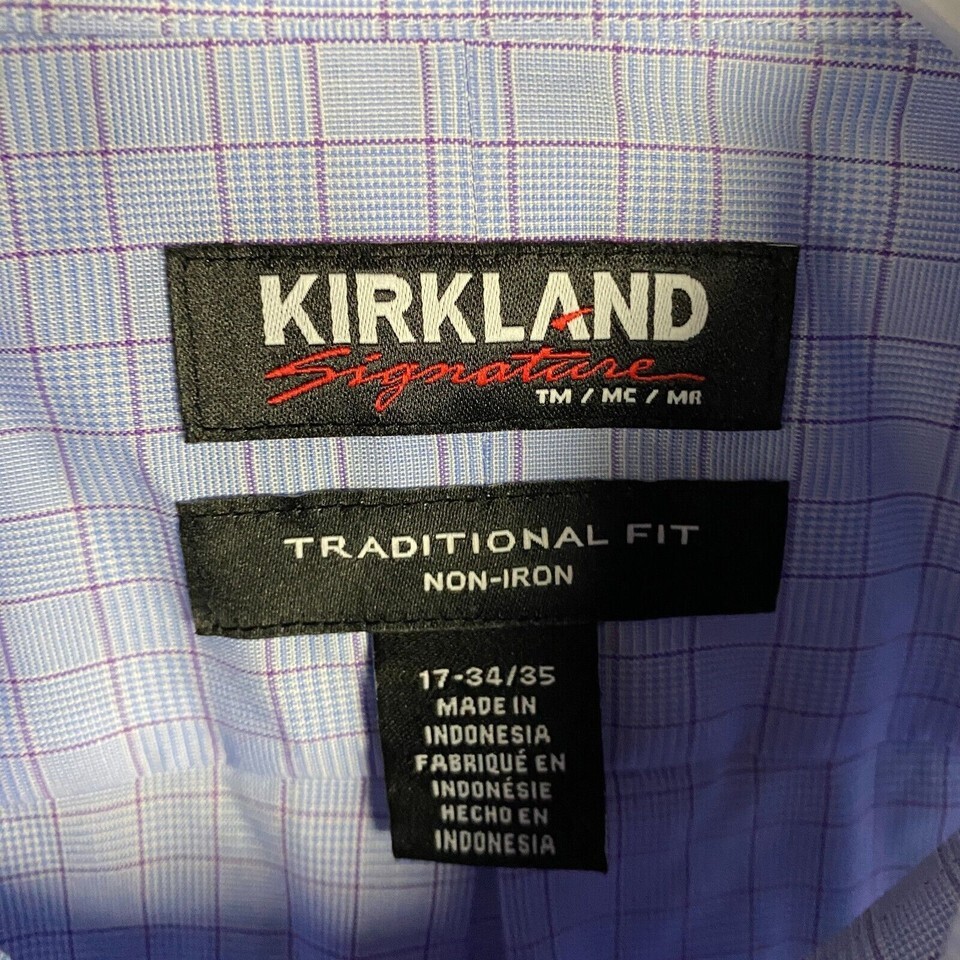 KIRKLAND
Signature
TM / MC / MR
TRADITIONAL FIT
NON-IRON
17-34/35
MADE IN
INDONESIA
FABRIQUÉ EN
INDONÉSIE
HECHO EN
INDONESIA